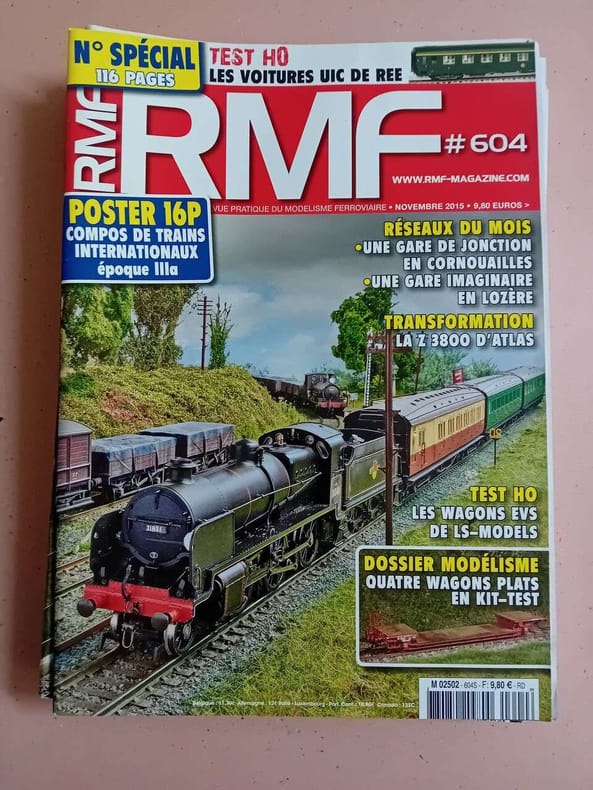 N° SPÉCIAL
116 PAGES
TEST HO
LES VOITURES UIC DE REE
RMF
RMF
# 604
WWW.RMF-MAGAZINE.COM
REVUE PRATIQUE DU MODELISME FERROVIAIRE • NOVEMBRE 2015 • 9,80 EUROS >
POSTER 16P
COMPOS DE TRAINS
INTERNATIONAUX
époque IIIa
RÉSEAUX DU MOIS
•UNE GARE DE JONCTION
EN CORNOUAILLES
•UNE GARE IMAGINAIRE
EN LOZÈRE
TRANSFORMATION
LA Z 3800 D'ATLAS
TEST HO
LES WAGONS EVS
DE LS-MODELS
DOSSIER MODÉLISME
QUATRE WAGONS PLATS
EN KIT-TEST
M 02502 - 604S - F: 9,80 € - RD